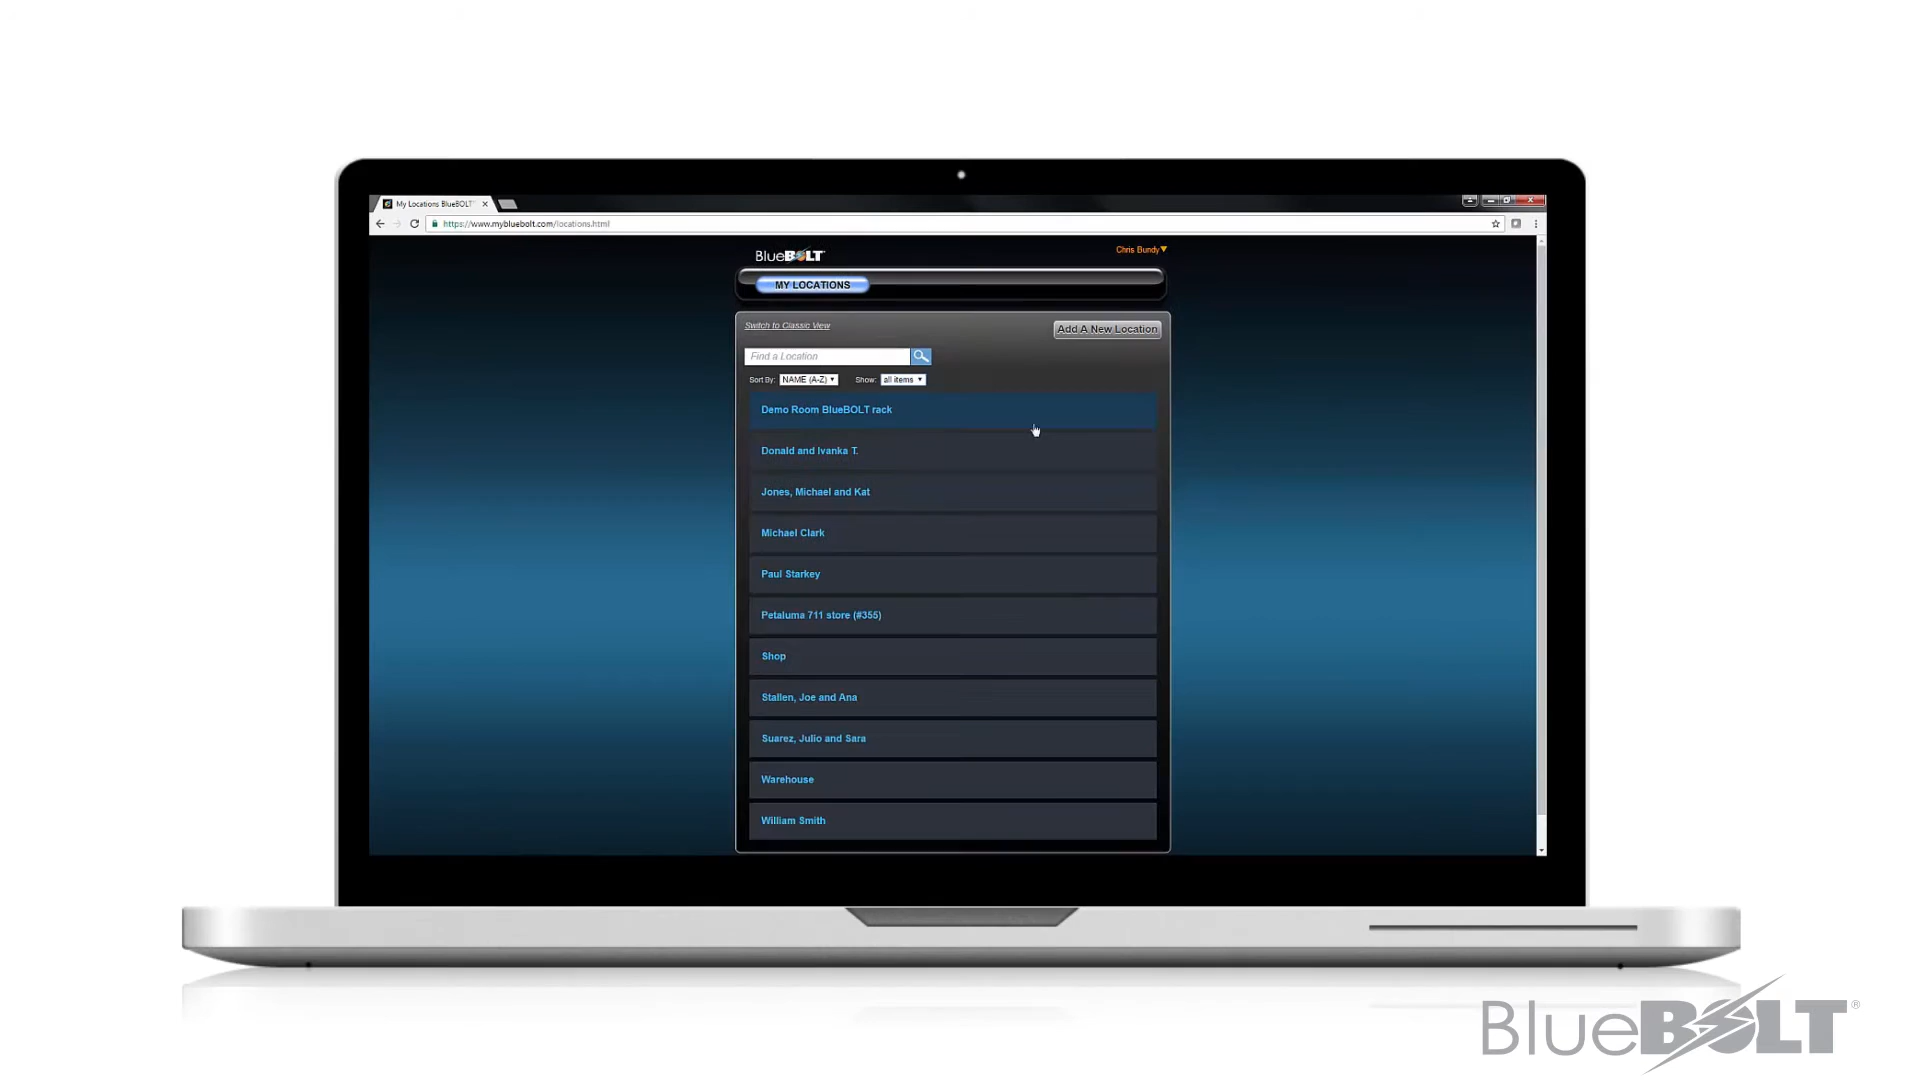 My Locations BlueBOLT
https://www.mybluebolt.com/locations.html
BlueBOLT
Chris Bundy
MY LOCATIONS
Switch to Classic View
Add A New Location
Find a Location
Sort By: NAME (A-Z) Show: all items
Demo Room BlueBOLT rack
Donald and Ivanka T.
Jones, Michael and Kat
Michael Clark
Paul Starkey
Petaluma 711 store (#355)
Shop
Stallen, Joe and Ana
Suarez, Julio and Sara
Warehouse
William Smith
BlueBOLT®